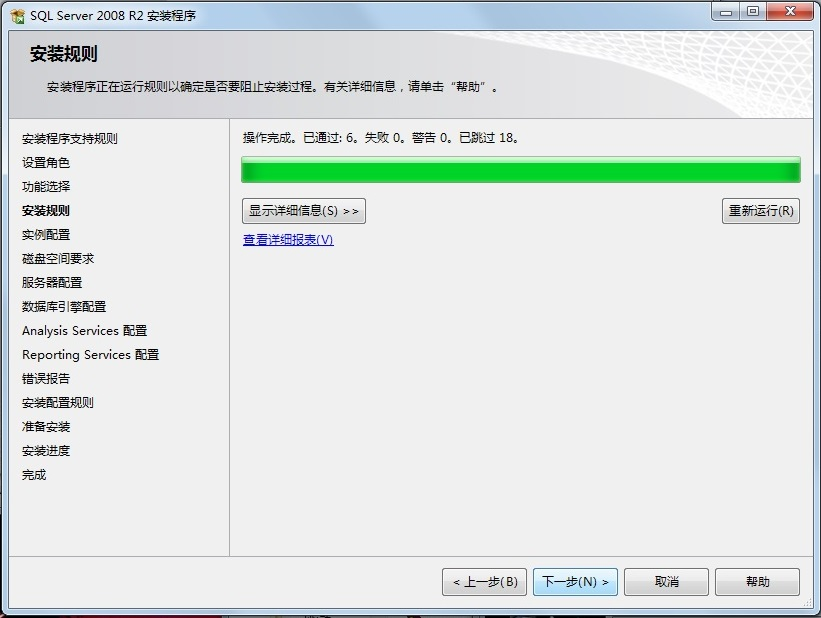 SQL Server 2008 R2 安装程序
安装规则
安装程序正在运行规则以确定是否要阻止安装过程。有关详细信息，请单击“帮助”。
安装程序支持规则
设置角色
功能选择
安装规则
实例配置
磁盘空间要求
服务器配置
数据库引擎配置
Analysis Services 配置
Reporting Services 配置
错误报告
安装配置规则
准备安装
安装进度
完成
操作完成。已通过: 6。失败 0。警告 0。已跳过 18。
显示详细信息(S) >>
重新运行(R)
查看详细报表(V)
< 上一步(B)
下一步(N) >
取消
帮助